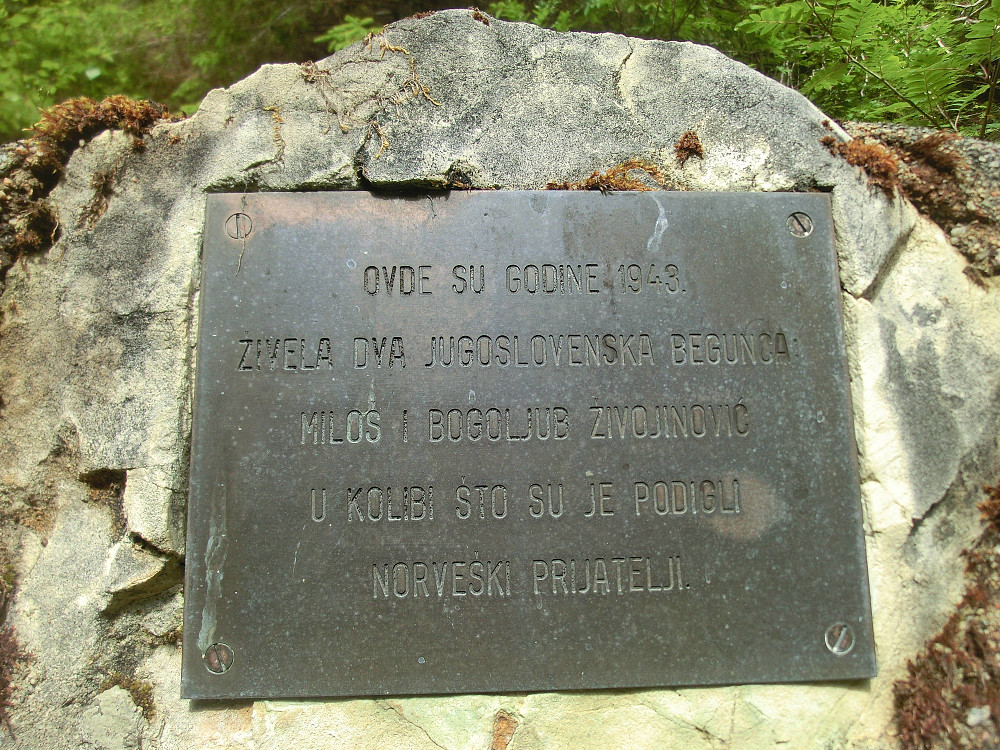 OVDE SU GODINE 1943.
ŽIVELA DVA JUGOSLOVENSKA BEGUNCA:
MILOŠ I BOGOLJUB ŽIVOJINOVIĆ
U KOLIBI ŠTO SU JE PODIGLI
NORVEŠKI PRIJATELJI.